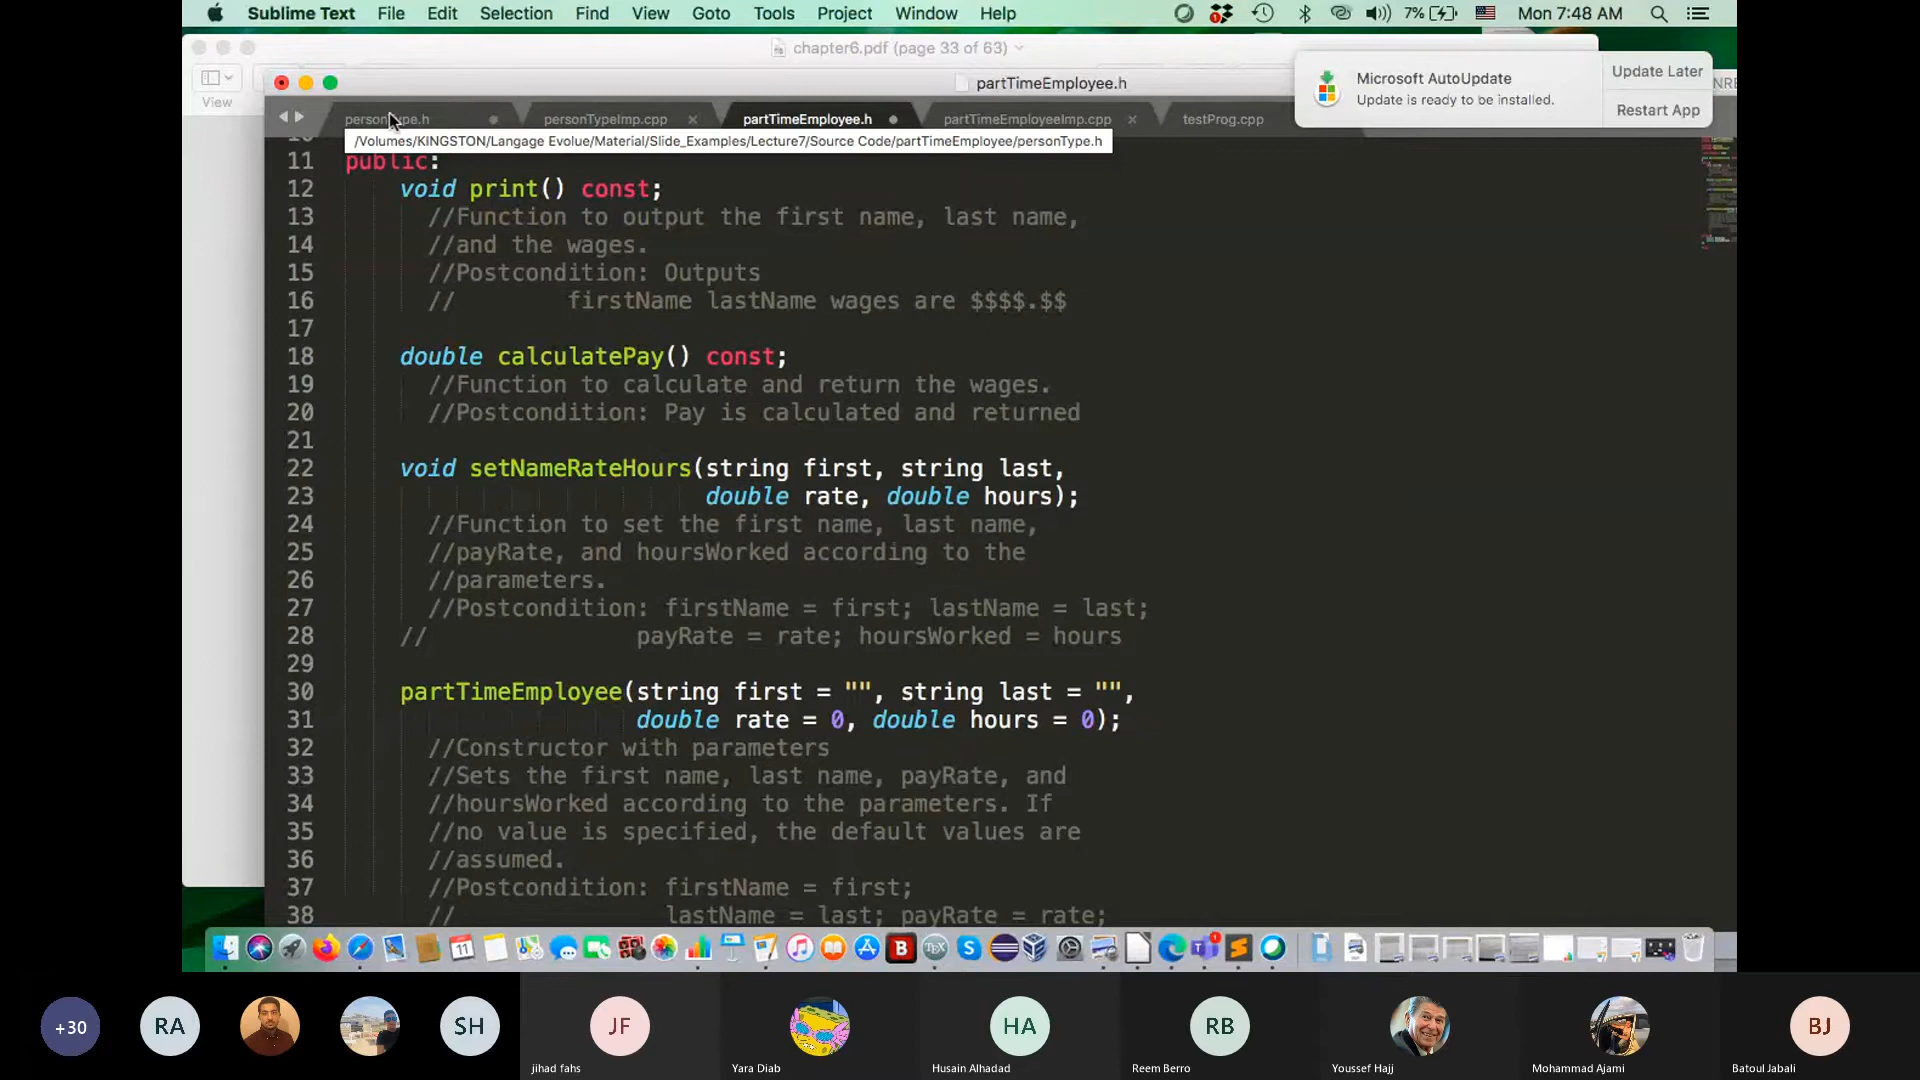 Sublime Text File Edit Selection Find View Goto Tools Project Window Help 7% Mon 7:48 AM
chapter6.pdf (page 33 of 63)
View
partTimeEmployee.h
Microsoft AutoUpdate
Update is ready to be installed.
Update Later
Restart App
personType.h personTypeImp.cpp partTimeEmployee.h partTimeEmployeeImp.cpp testProg.cpp
/Volumes/KINGSTON/Langage Evolue/Material/Slide_Examples/Lecture7/Source Code/partTimeEmployee/personType.h
11 public:
12 void print() const;
13 //Function to output the first name, last name,
14 //and the wages.
15 //Postcondition: Outputs
16 // firstName lastName wages are $$$$.$$
17
18 double calculatePay() const;
19 //Function to calculate and return the wages.
20 //Postcondition: Pay is calculated and returned
21
22 void setNameRateHours(string first, string last,
23 double rate, double hours);
24 //Function to set the first name, last name,
25 //payRate, and hoursWorked according to the
26 //parameters.
27 //Postcondition: firstName = first; lastName = last;
28 // payRate = rate; hoursWorked = hours
29
30 partTimeEmployee(string first = "", string last = "",
31 double rate = 0, double hours = 0);
32 //Constructor with parameters
33 //Sets the first name, last name, payRate, and
34 //hoursWorked according to the parameters. If
35 //no value is specified, the default values are
36 //assumed.
37 //Postcondition: firstName = first;
38 // lastName = last; payRate = rate;
+30 RA SH JF HA RB BJ
jihad fahs Yara Diab Husain Alhadad Reem Berro Youssef Hajj Mohammad Ajami Batoul Jabali